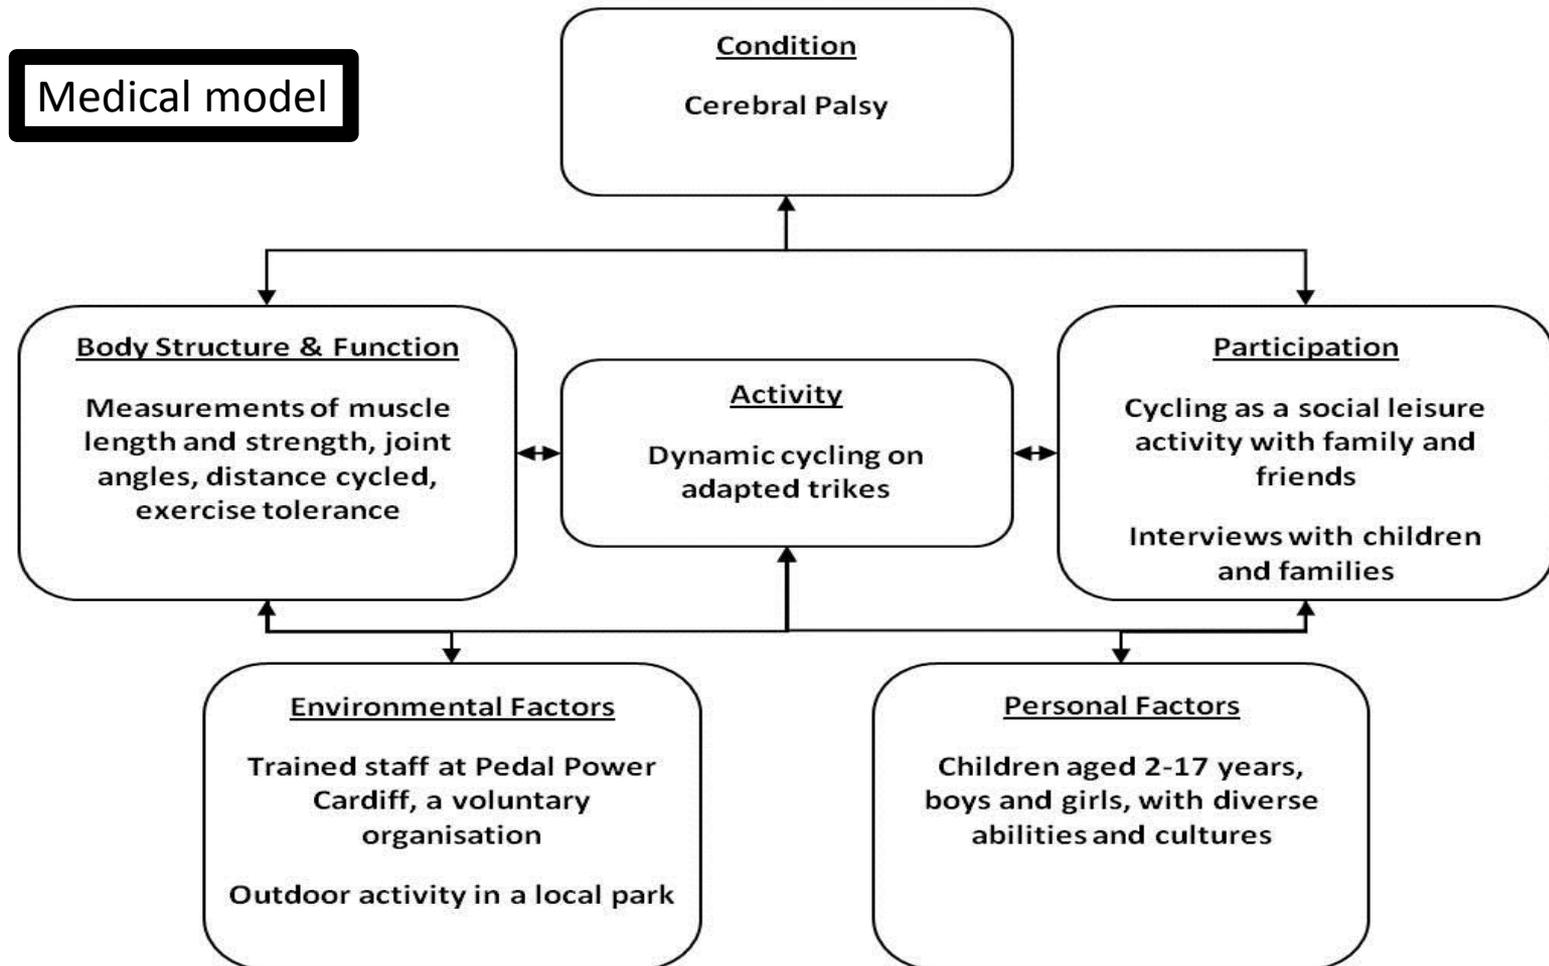 Medical model
Condition
Cerebral Palsy
Body Structure & Function
Measurements of muscle
length and strength, joint
angles, distance cycled,
exercise tolerance
Activity
Dynamic cycling on
adapted trikes
Participation
Cycling as a social leisure
activity with family and
friends
Interviews with children
and families
Environmental Factors
Trained staff at Pedal Power
Cardiff, a voluntary
organisation
Outdoor activity in a local park
Personal Factors
Children aged 2-17 years,
boys and girls, with diverse
abilities and cultures